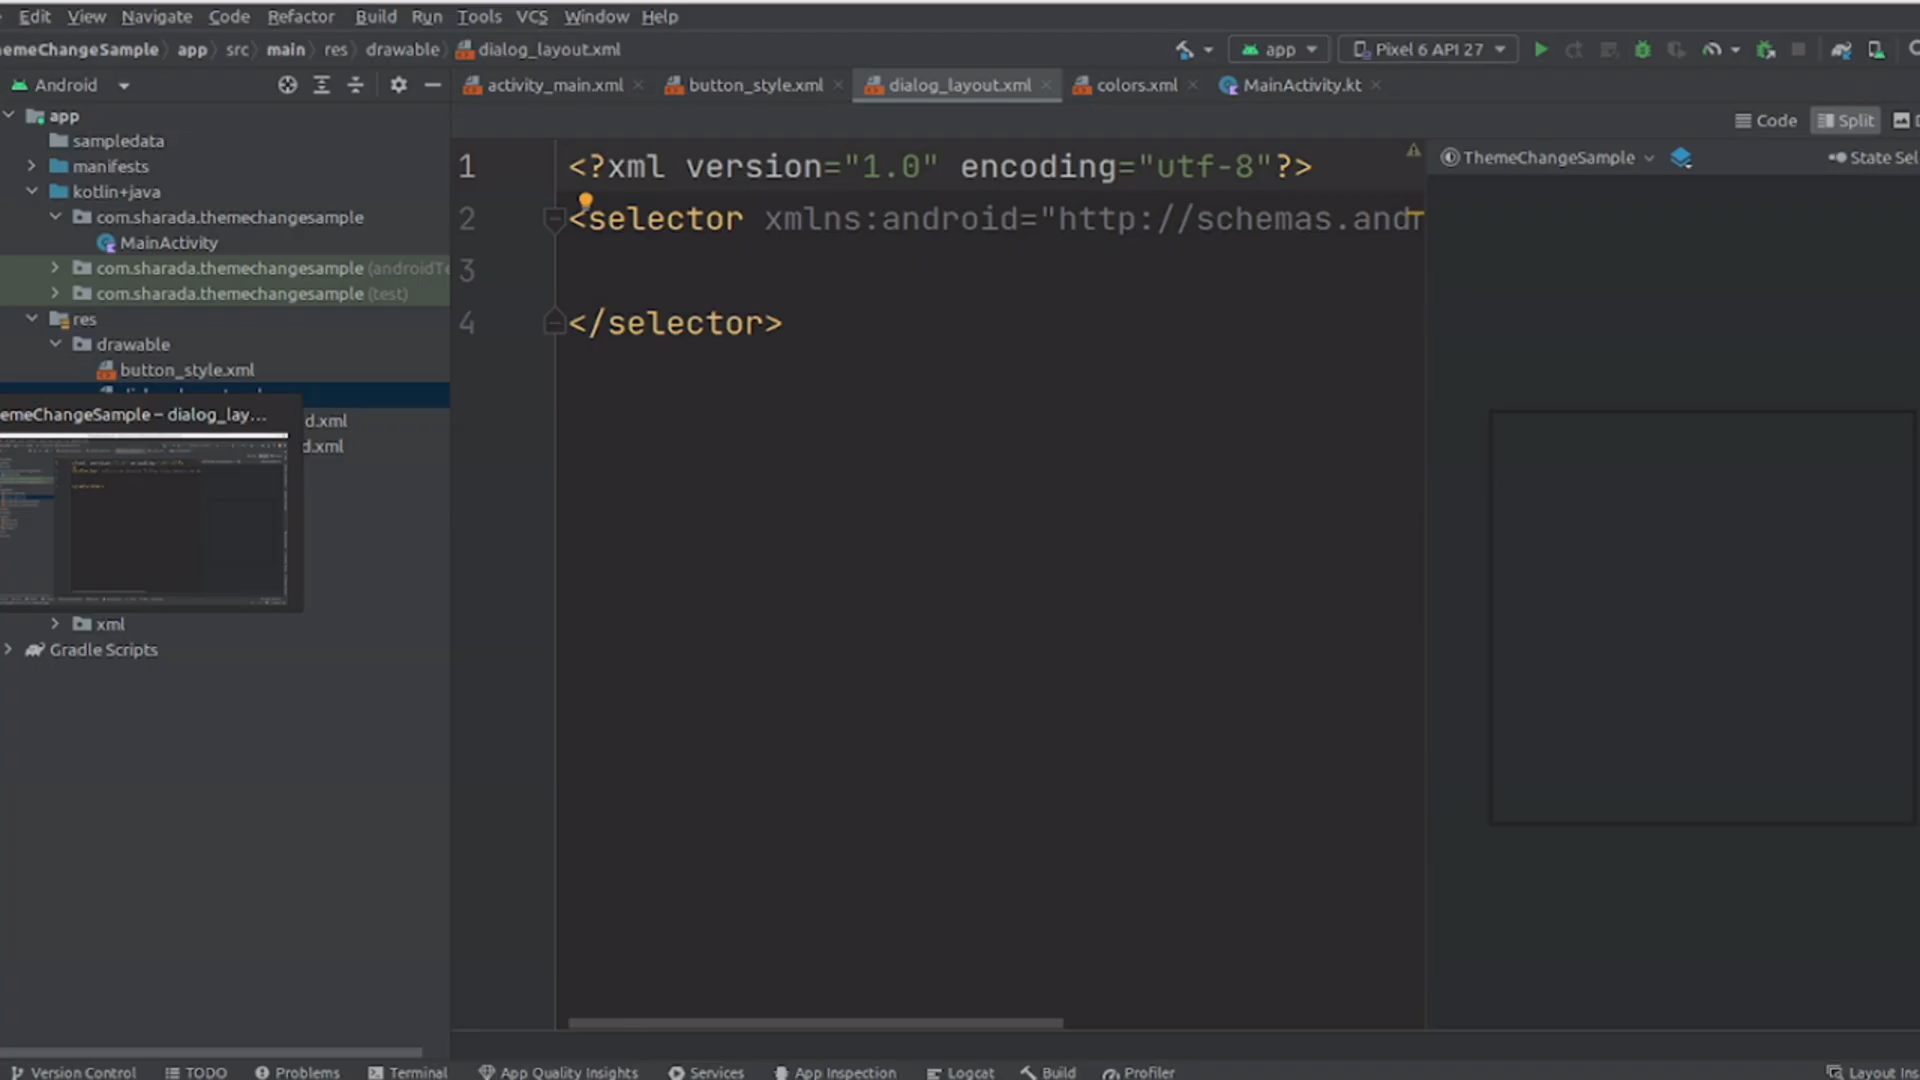 Edit View Navigate Code Refactor Build Run Tools VCS Window Help
emeChangeSample app src main res drawable dialog_layout.xml app Pixel 6 API 27
Android activity_main.xml button_style.xml dialog_layout.xml colors.xml MainActivity.kt
Code Split
ThemeChangeSample State Sel
app
sampledata
manifests
kotlin+java
com.sharada.themechangesample
MainActivity
com.sharada.themechangesample (androidTe
com.sharada.themechangesample (test)
res
drawable
button_style.xml
emeChangeSample – dialog_lay...
d.xml
d.xml
xml
Gradle Scripts
1 <?xml version="1.0" encoding="utf-8"?>
2 <selector xmlns:android="http://schemas.andr
3
4 </selector>
Version Control TODO Problems Terminal App Quality Insights Services App Inspection Logcat Build Profiler Layout Ins